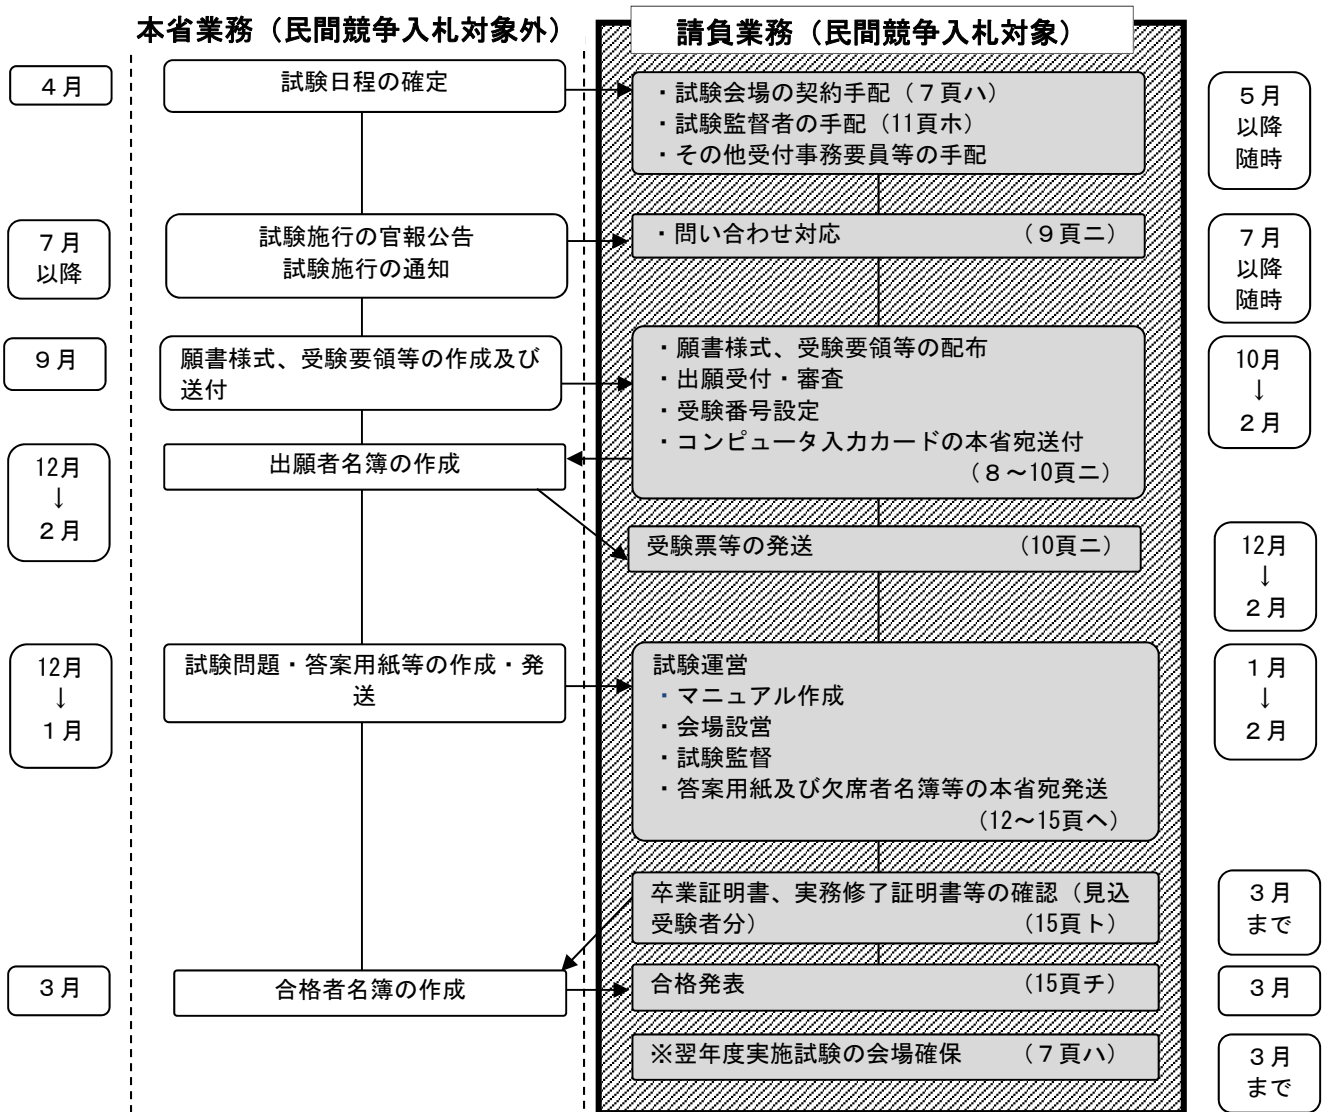 本省業務（民間競争入札対象外）
請負業務（民間競争入札対象）
４月
試験日程の確定
・試験会場の契約手配（７頁ハ）
・試験監督者の手配（11頁ホ）
・その他受付事務要員等の手配
５月
以降
随時
７月
以降
試験施行の官報公告
試験施行の通知
・問い合わせ対応　（９頁ニ）
７月
以降
随時
９月
願書様式、受験要領等の作成及び
送付
・願書様式、受験要領等の配布
・出願受付・審査
・受験番号設定
・コンピュータ入力カードの本省宛送付
（８～10頁ニ）
10月
↓
２月
12月
↓
２月
出願者名簿の作成
受験票等の発送　（10頁ニ）
12月
↓
２月
12月
↓
１月
試験問題・答案用紙等の作成・発
送
試験運営
・マニュアル作成
・会場設営
・試験監督
・答案用紙及び欠席者名簿等の本省宛発送
（12～15頁ヘ）
１月
↓
２月
卒業証明書、実務修了証明書等の確認（見込
受験者分）　（15頁ト）
３月
まで
３月
合格者名簿の作成
合格発表　（15頁チ）
３月
※翌年度実施試験の会場確保　（７頁ハ）
３月
まで